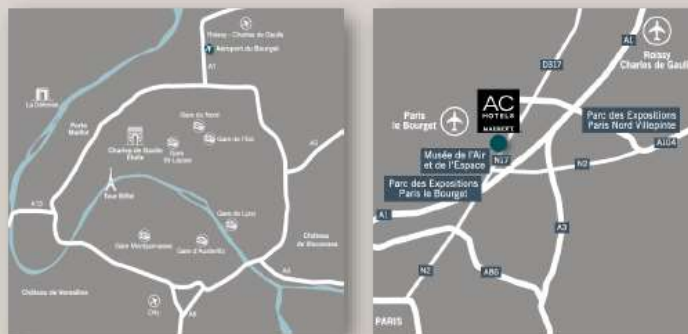 Roissy - Charles de Gaulle
Aéroport du Bourget
A1
La Défense
Porte
Maillot
Charles de Gaulle
Étoile
Gare du Nord
Gare de l'Est
Gare
St-Lazare
A3
A13
Tour Eiffel
Gare de Lyon
Gare Montparnasse
Gare d'Austerlitz
Château
de Vincennes
A4
Château de Versailles
Orly
A6
A1
Roissy
Charles de Gaulle
D317
AC
HOTELS
MARRIOTT
Paris
le Bourget
Parc des Expositions
Paris Nord Villepinte
A104
Musée de l'Air
et de l'Espace
N17
N2
Parc des Expositions
Paris le Bourget
A1
A3
N2
A86
PARIS